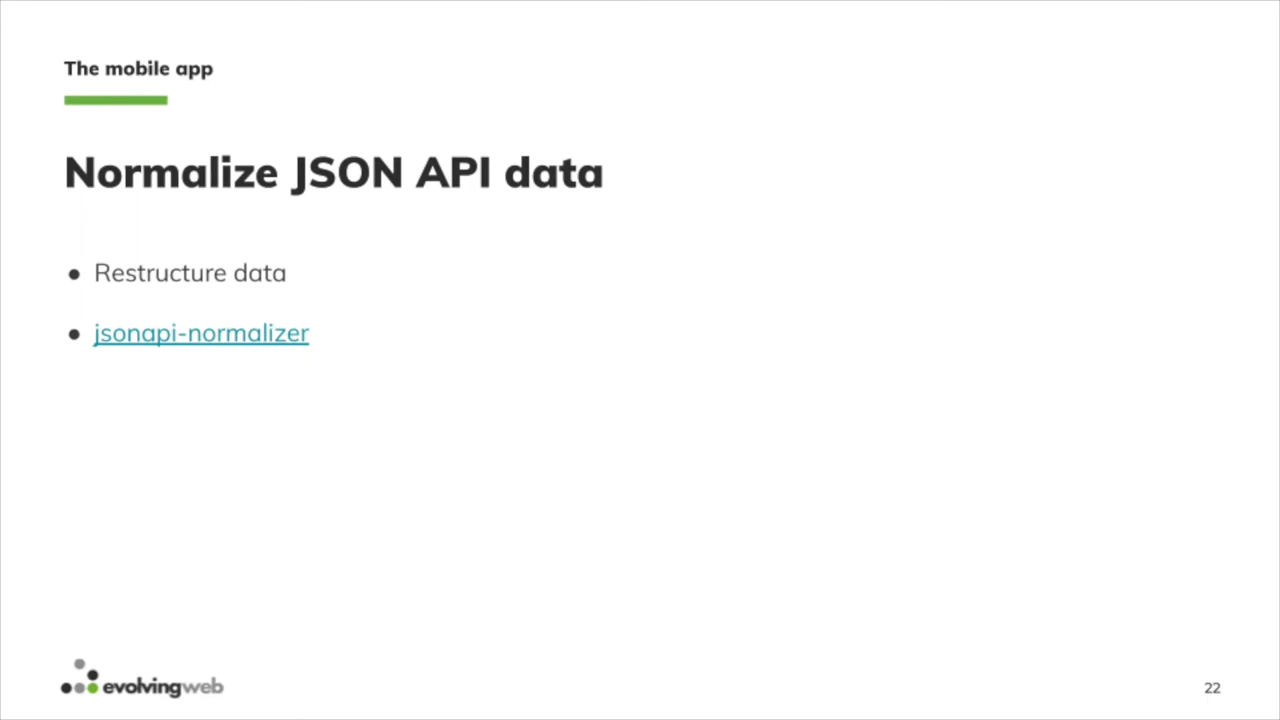 The mobile app
Normalize JSON API data
● Restructure data
● jsonapi-normalizer
evolvingweb
22